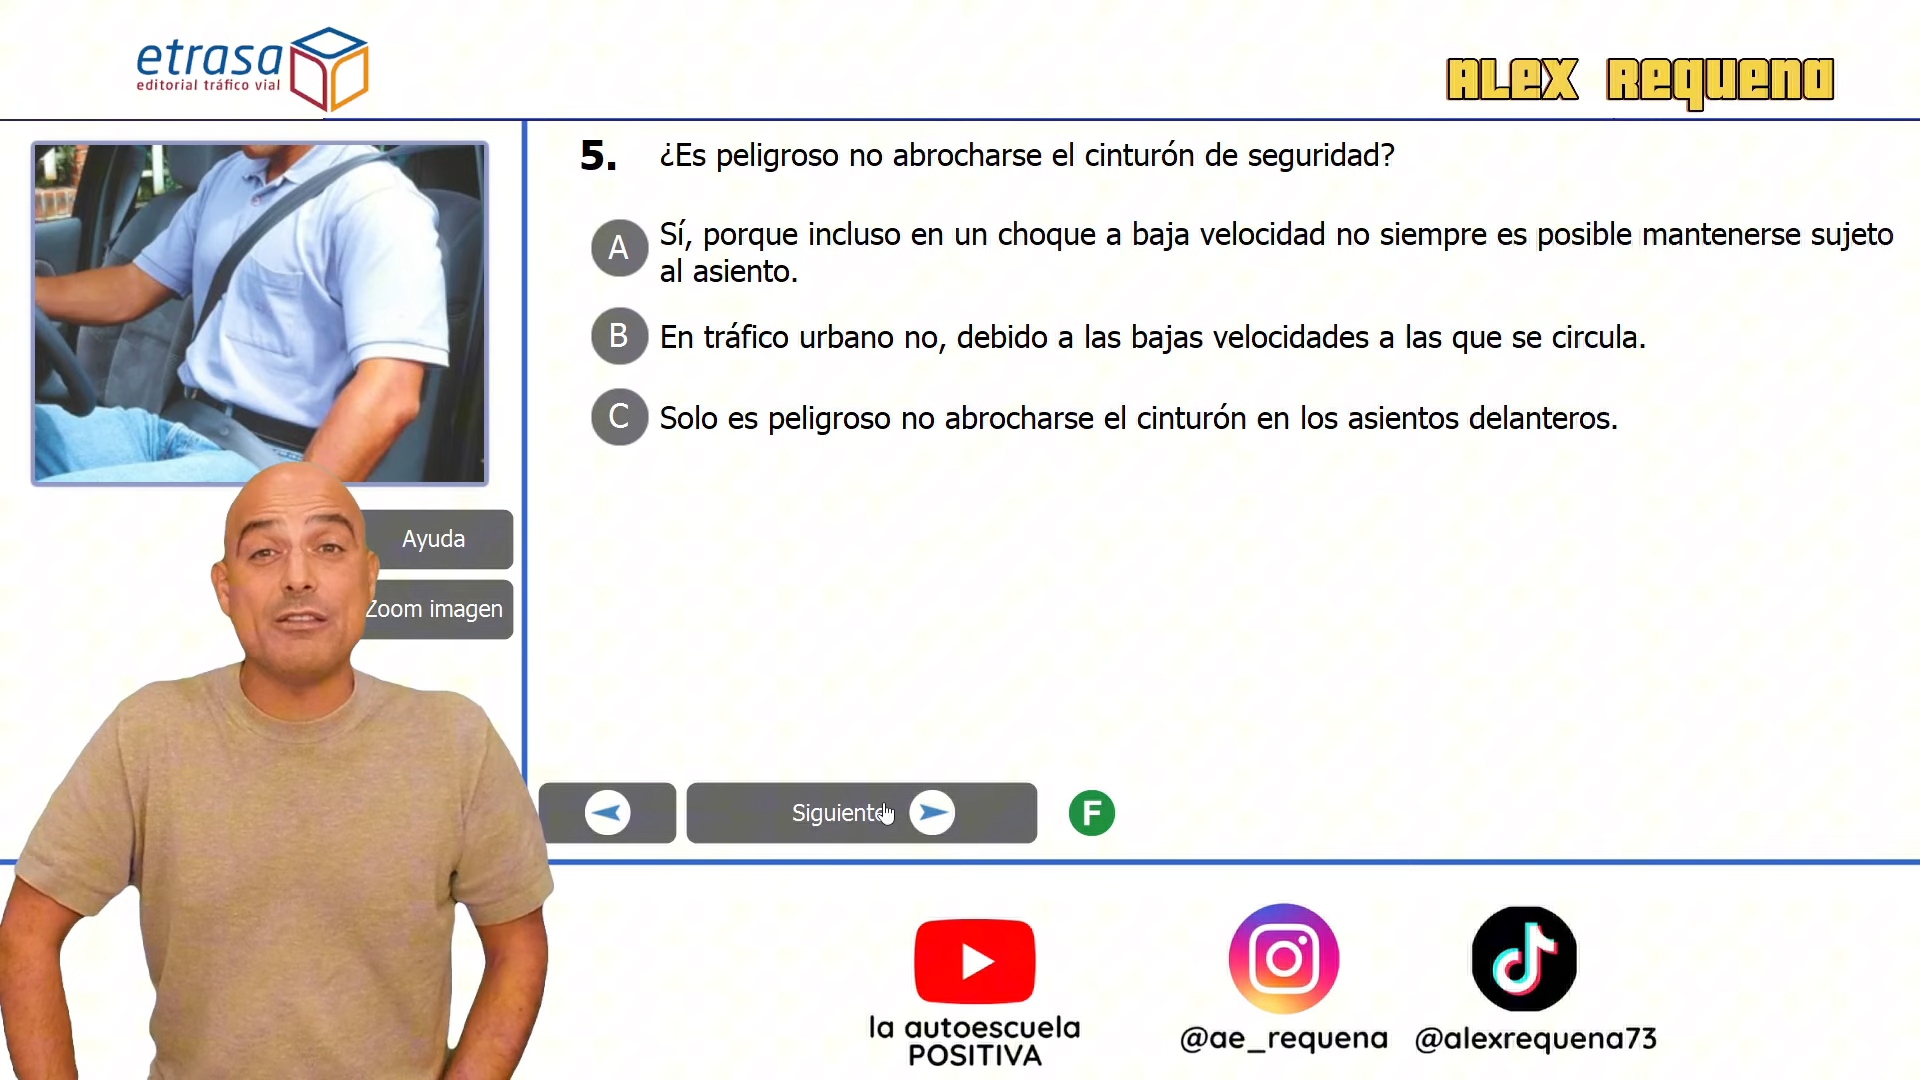 etrasa
editorial tráfico vial
ALEX REQUENA
5. ¿Es peligroso no abrocharse el cinturón de seguridad?
A Sí, porque incluso en un choque a baja velocidad no siempre es posible mantenerse sujeto
al asiento.
B En tráfico urbano no, debido a las bajas velocidades a las que se circula.
C Solo es peligroso no abrocharse el cinturón en los asientos delanteros.
Ayuda
Zoom imagen
Siguiente
F
la autoescuela
POSITIVA
@ae_requena
@alexrequena73